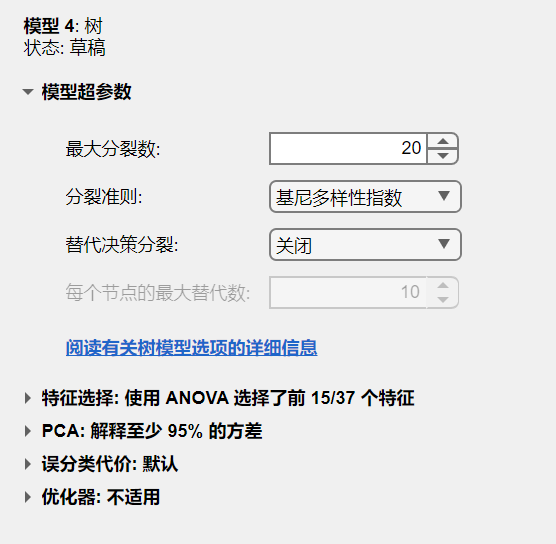 模型 4: 树
状态: 草稿
模型超参数
最大分裂数: 20
分裂准则: 基尼多样性指数
替代决策分裂: 关闭
每个节点的最大替代数: 10
阅读有关树模型选项的详细信息
特征选择: 使用 ANOVA 选择了前 15/37 个特征
PCA: 解释至少 95% 的方差
误分类代价: 默认
优化器: 不适用